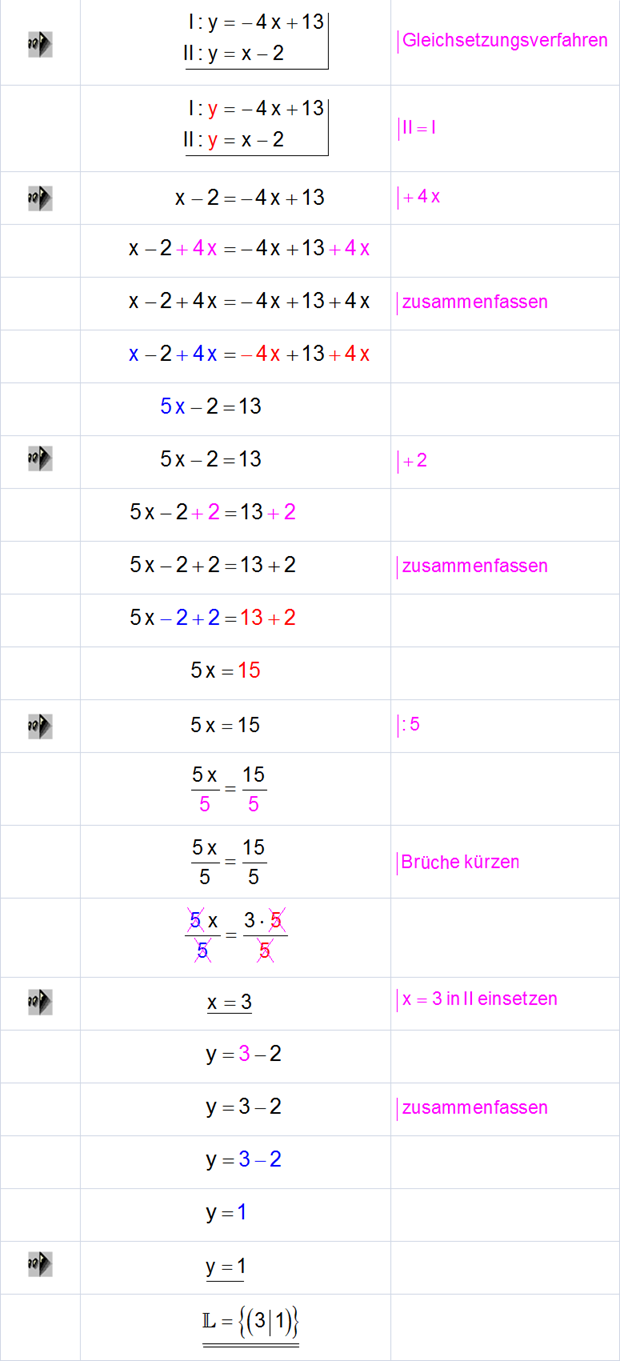 I : y = −4x + 13
II : y = x − 2
|Gleichsetzungsverfahren
I : y = −4x + 13
II : y = x − 2
|II = I
x − 2 = −4x + 13 |+ 4x
x − 2 + 4x = −4x + 13 + 4x
x − 2 + 4x = −4x + 13 + 4x |zusammenfassen
x − 2 + 4x = −4x + 13 + 4x
5x − 2 = 13
5x − 2 = 13 |+ 2
5x − 2 + 2 = 13 + 2
5x − 2 + 2 = 13 + 2 |zusammenfassen
5x − 2 + 2 = 13 + 2
5x = 15
5x = 15 |: 5
5x/5 = 15/5
5x/5 = 15/5 |Brüche kürzen
5x/5 = 3 · 5/5
x = 3 |x = 3 in II einsetzen
y = 3 − 2
y = 3 − 2 |zusammenfassen
y = 3 − 2
y = 1
y = 1
𝕃 = {(3|1)}